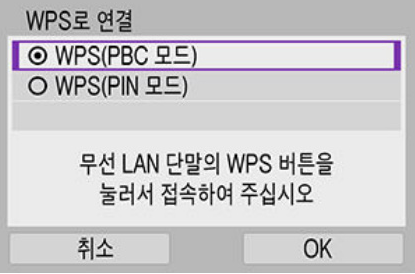 WPS로 연결
WPS(PBC 모드)
WPS(PIN 모드)
무선 LAN 단말의 WPS 버튼을
눌러서 접속하여 주십시오
취소
OK